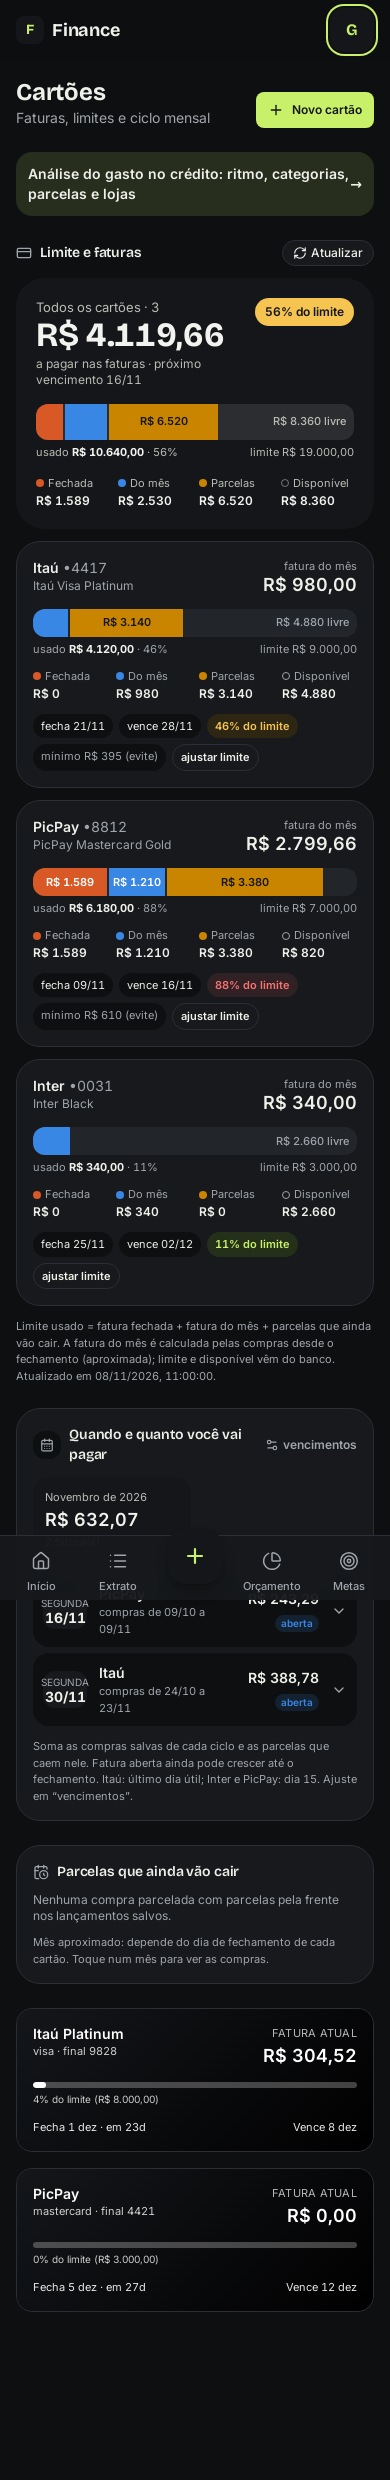 F Finance G
Cartões
Faturas, limites e ciclo mensal
+ Novo cartão
Análise do gasto no crédito: ritmo, categorias, →
parcelas e lojas
Limite e faturas
Atualizar
Todos os cartões · 3
56% do limite
R$ 4.119,66
a pagar nas faturas · próximo
vencimento 16/11
R$ 6.520 R$ 8.360 livre
usado R$ 10.640,00 · 56% limite R$ 19.000,00
Fechada Do mês Parcelas Disponível
R$ 1.589 R$ 2.530 R$ 6.520 R$ 8.360
Itaú •4417 fatura do mês
Itaú Visa Platinum R$ 980,00
R$ 3.140 R$ 4.880 livre
usado R$ 4.120,00 · 46% limite R$ 9.000,00
Fechada Do mês Parcelas Disponível
R$ 0 R$ 980 R$ 3.140 R$ 4.880
fecha 21/11 vence 28/11 46% do limite
mínimo R$ 395 (evite) ajustar limite
PicPay •8812 fatura do mês
PicPay Mastercard Gold R$ 2.799,66
R$ 1.589 R$ 1.210 R$ 3.380
usado R$ 6.180,00 · 88% limite R$ 7.000,00
Fechada Do mês Parcelas Disponível
R$ 1.589 R$ 1.210 R$ 3.380 R$ 820
fecha 09/11 vence 16/11 88% do limite
mínimo R$ 610 (evite) ajustar limite
Inter •0031 fatura do mês
Inter Black R$ 340,00
R$ 2.660 livre
usado R$ 340,00 · 11% limite R$ 3.000,00
Fechada Do mês Parcelas Disponível
R$ 0 R$ 340 R$ 0 R$ 2.660
fecha 25/11 vence 02/12 11% do limite
ajustar limite
Limite usado = fatura fechada + fatura do mês + parcelas que ainda
vão cair. A fatura do mês é calculada pelas compras desde o
fechamento (aproximada); limite e disponível vêm do banco.
Atualizado em 08/11/2026, 11:00:00.
Quando e quanto você vai
pagar
vencimentos
Novembro de 2026
R$ 632,07
+
Início Extrato Orçamento Metas
SEGUNDA
16/11
compras de 09/10 a
09/11
R$ 243,29
aberta
SEGUNDA
30/11
Itaú
compras de 24/10 a
23/11
R$ 388,78
aberta
Soma as compras salvas de cada ciclo e as parcelas que
caem nele. Fatura aberta ainda pode crescer até o
fechamento. Itaú: último dia útil; Inter e PicPay: dia 15. Ajuste
em “vencimentos”.
Parcelas que ainda vão cair
Nenhuma compra parcelada com parcelas pela frente
nos lançamentos salvos.
Mês aproximado: depende do dia de fechamento de cada
cartão. Toque num mês para ver as compras.
Itaú Platinum FATURA ATUAL
visa · final 9828 R$ 304,52
4% do limite (R$ 8.000,00)
Fecha 1 dez · em 23d Vence 8 dez
PicPay FATURA ATUAL
mastercard · final 4421 R$ 0,00
0% do limite (R$ 3.000,00)
Fecha 5 dez · em 27d Vence 12 dez